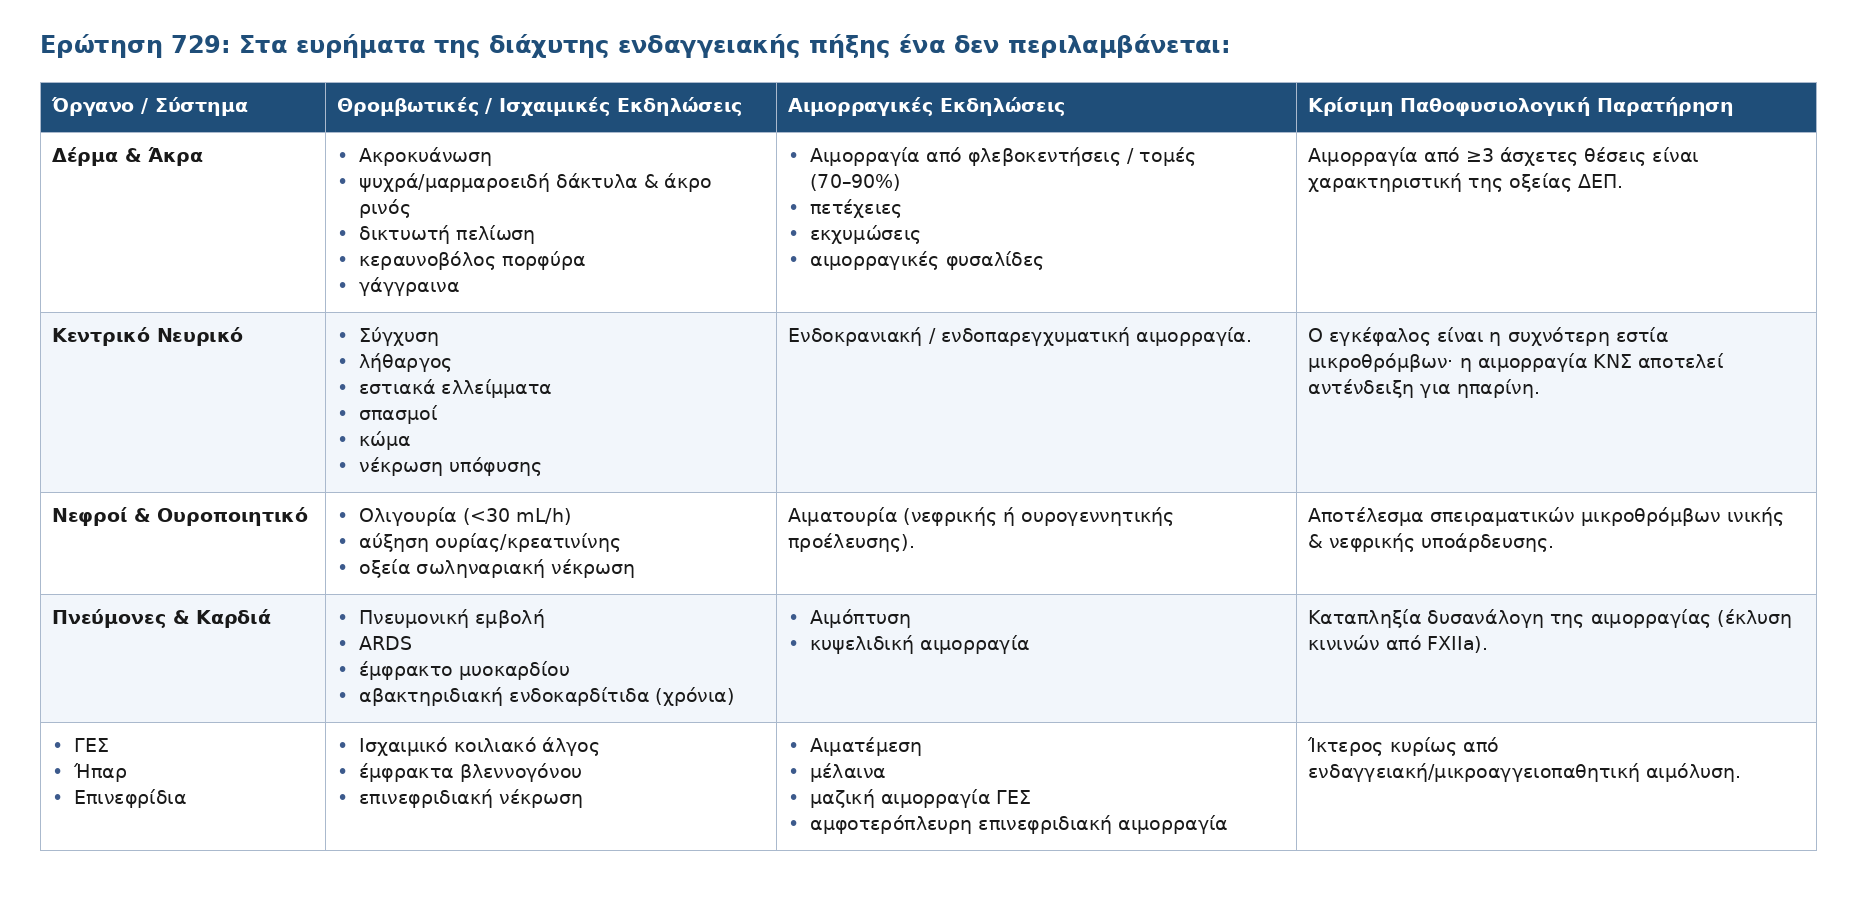 Ερώτηση 729: Στα ευρήματα της διάχυτης ενδαγγειακής πήξης ένα δεν περιλαμβάνεται:
Όργανο / Σύστημα
Θρομβωτικές / Ισχαιμικές Εκδηλώσεις
Αιμορραγικές Εκδηλώσεις
Κρίσιμη Παθοφυσιολογική Παρατήρηση
Δέρμα & Άκρα
• Ακροκυάνωση
• ψυχρά/μαρμαροειδή δάκτυλα & άκρο
ρινός
• δικτυωτή πελίωση
• κεραυνοβόλος πορφύρα
• γάγγραινα
• Αιμορραγία από φλεβοκεντήσεις / τομές
(70–90%)
• πετέχειες
• εκχυμώσεις
• αιμορραγικές φυσαλίδες
Αιμορραγία από ≥3 άσχετες θέσεις είναι
χαρακτηριστική της οξείας ΔΕΠ.
Κεντρικό Νευρικό
• Σύγχυση
• λήθαργος
• εστιακά ελλείμματα
• σπασμοί
• κώμα
• νέκρωση υπόφυσης
Ενδοκρανιακή / ενδοπαρεγχυματική αιμορραγία.
Ο εγκέφαλος είναι η συχνότερη εστία
μικροθρόμβων· η αιμορραγία ΚΝΣ αποτελεί
αντένδειξη για ηπαρίνη.
Νεφροί & Ουροποιητικό
• Ολιγουρία (<30 mL/h)
• αύξηση ουρίας/κρεατινίνης
• οξεία σωληναριακή νέκρωση
Αιματουρία (νεφρικής ή ουρογεννητικής
προέλευσης).
Αποτέλεσμα σπειραματικών μικροθρόμβων ινικής
& νεφρικής υποάρδευσης.
Πνεύμονες & Καρδιά
• Πνευμονική εμβολή
• ARDS
• έμφρακτο μυοκαρδίου
• αβακτηριδιακή ενδοκαρδίτιδα (χρόνια)
• Αιμόπτυση
• κυψελιδική αιμορραγία
Καταπληξία δυσανάλογη της αιμορραγίας (έκλυση
κινινών από FXIIa).
• ΓΕΣ
• Ήπαρ
• Επινεφρίδια
• Ισχαιμικό κοιλιακό άλγος
• έμφρακτα βλεννογόνου
• επινεφριδιακή νέκρωση
• Αιματέμεση
• μέλαινα
• μαζική αιμορραγία ΓΕΣ
• αμφοτερόπλευρη επινεφριδιακή αιμορραγία
Ίκτερος κυρίως από
ενδαγγειακή/μικροαγγειοπαθητική αιμόλυση.